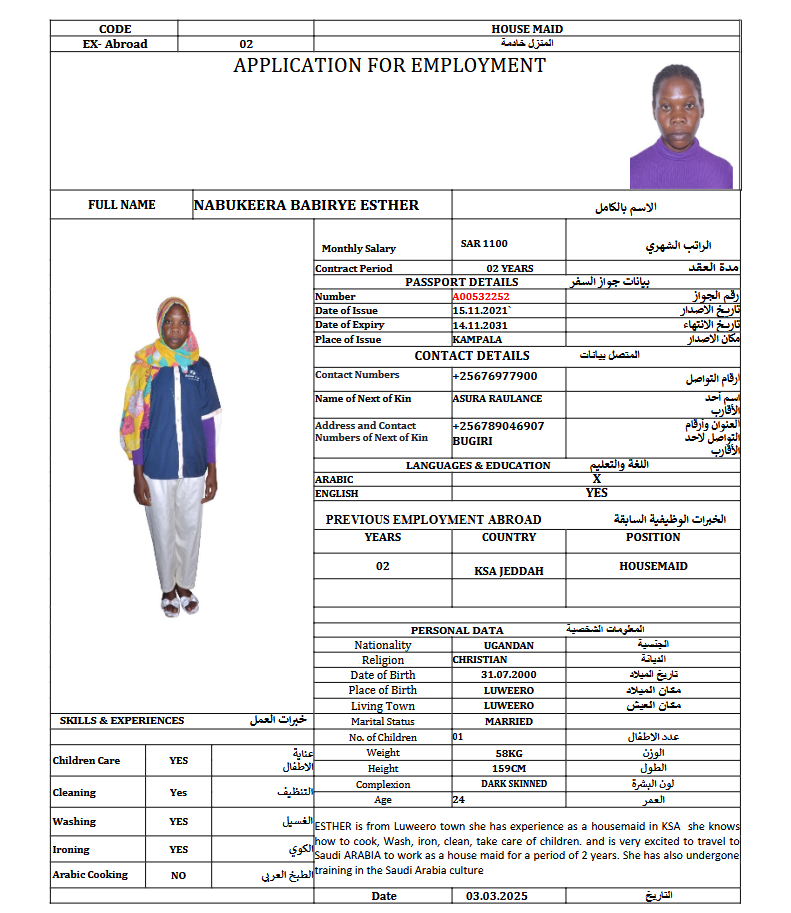 CODE HOUSE MAID
EX- Abroad 02 المنزل خادمة
APPLICATION FOR EMPLOYMENT
FULL NAME NABUKEERA BABIRYE ESTHER الاسم بالكامل
Monthly Salary SAR 1100 الراتب الشهري
Contract Period 02 YEARS مدة العقد
PASSPORT DETAILS بيانات جواز السفر
Number A00532252 رقم الجواز
Date of Issue 15.11.2021` تاريخ الاصدار
Date of Expiry 14.11.2031 تاريخ الانتهاء
Place of Issue KAMPALA مكان الاصدار
CONTACT DETAILS المتصل بيانات
Contact Numbers +25676977900 ارقام التواصل
Name of Next of Kin ASURA RAULANCE اسم أحد الأقارب
Address and Contact Numbers of Next of Kin +256789046907 BUGIRI العنوان وأرقام التواصل لاحد الأقارب
LANGUAGES & EDUCATION اللغة والتعليم
ARABIC X
ENGLISH YES
PREVIOUS EMPLOYMENT ABROAD الخبرات الوظيفية السابقة
YEARS COUNTRY POSITION
02 KSA JEDDAH HOUSEMAID
PERSONAL DATA المعلومات الشخصية
Nationality UGANDAN الجنسية
Religion CHRISTIAN الديانة
Date of Birth 31.07.2000 تاريخ الميلاد
Place of Birth LUWEERO مكان الميلاد
Living Town LUWEERO مكان العيش
Marital Status MARRIED
No. of Children 01 عدد الاطفال
Weight 58KG الوزن
Height 159CM الطول
Complexion DARK SKINNED لون البشرة
Age 24 العمر
SKILLS & EXPERIENCES خبرات العمل
Children Care YES عناية الاطفال
Cleaning Yes التنظيف
Washing YES الغسيل
Ironing YES الكوي
Arabic Cooking NO الطبخ العربي
ESTHER is from Luweero town she has experience as a housemaid in KSA she knows
how to cook, Wash, iron, clean, take care of children. and is very excited to travel to
Saudi ARABIA to work as a house maid for a period of 2 years. She has also undergone
training in the Saudi Arabia culture
Date 03.03.2025 التاريخ